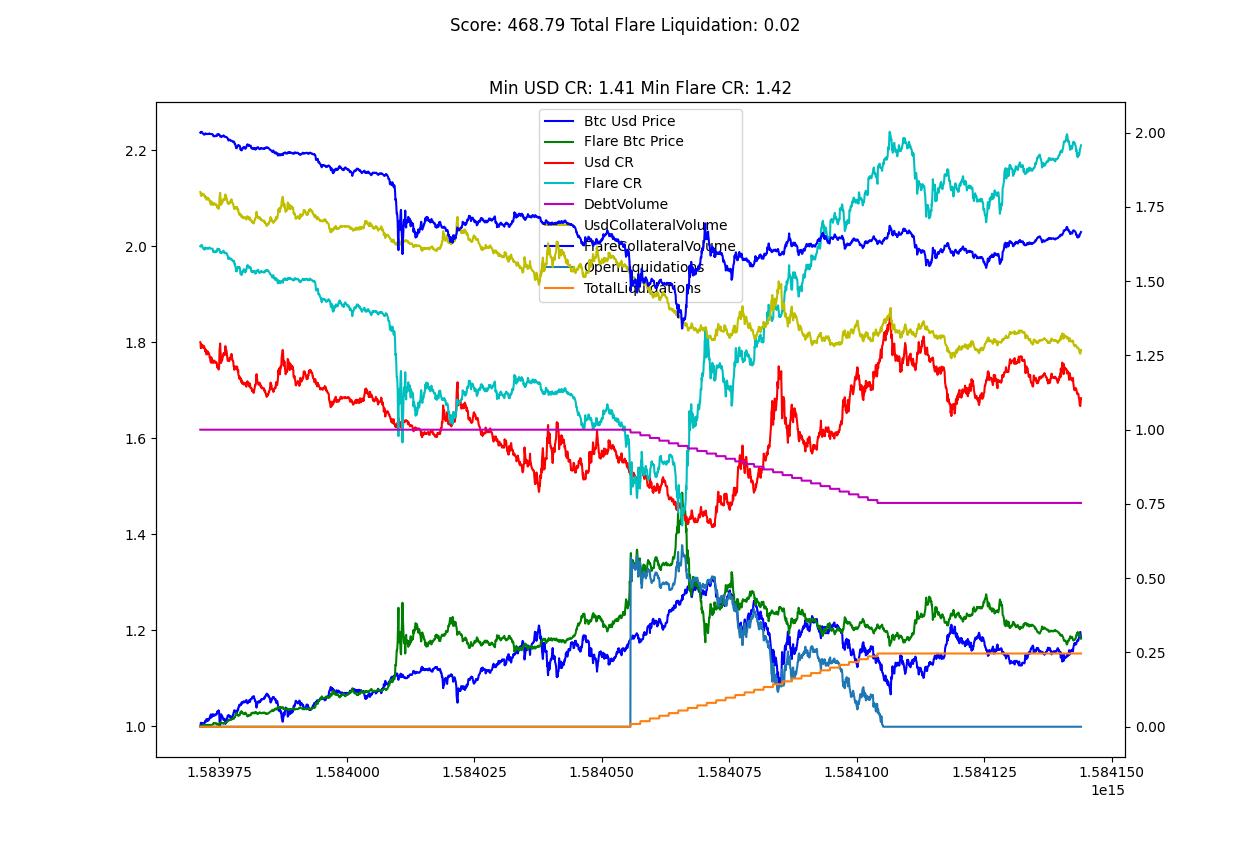 Score: 468.79 Total Flare Liquidation: 0.02
Min USD CR: 1.41 Min Flare CR: 1.42
Btc Usd Price
Flare Btc Price
Usd CR
Flare CR
DebtVolume
UsdCollateralVolume
FlareCollateralVolume
OpenLiquidations
TotalLiquidations
2.2
2.0
1.8
1.6
1.4
1.2
1.0
2.00
1.75
1.50
1.25
1.00
0.75
0.50
0.25
0.00
1.583975 1.584000 1.584025 1.584050 1.584075 1.584100 1.584125 1.584150
1e15